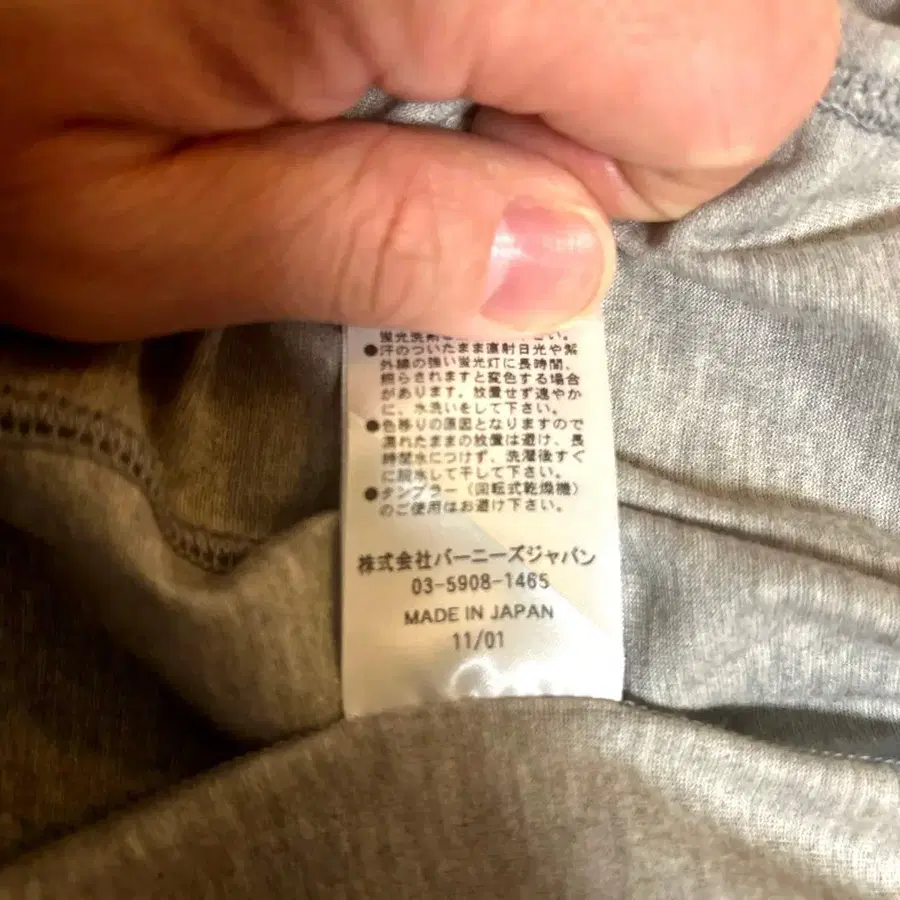 蛍光洗剤
●汗のついたまま直射日光や紫
外線の強い蛍光灯に長時間、
照らされますと変色する場合
があります。放置せず速やか
に、水洗いをして下さい。
●色移りの原因となりますので
濡れたままの放置は避け、長
時間水につけず、洗濯後すぐ
に脱水して干して下さい。
●タンブラー（回転式乾燥機）
のご使用はお避け下さい。
株式会社バーニーズジャパン
03-5908-1465
MADE IN JAPAN
11/01